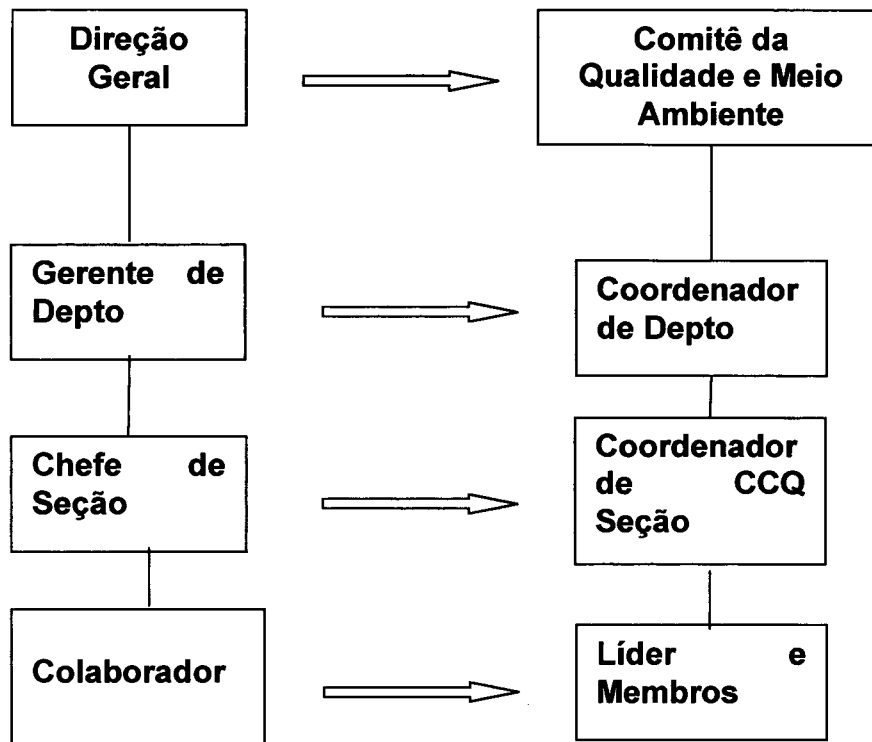 Direção
Geral
Comitê da
Qualidade e Meio
Ambiente
Gerente de
Depto
Coordenador
de Depto
Chefe de
Seção
Coordenador
de CCQ
Seção
Colaborador
Líder e
Membros